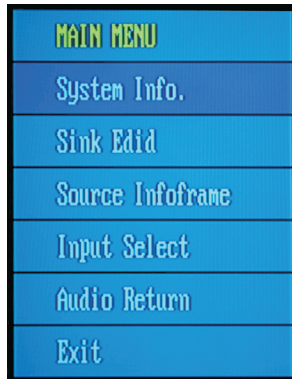 MAIN MENU
System Info.
Sink Edid
Source Infoframe
Input Select
Audio Return
Exit